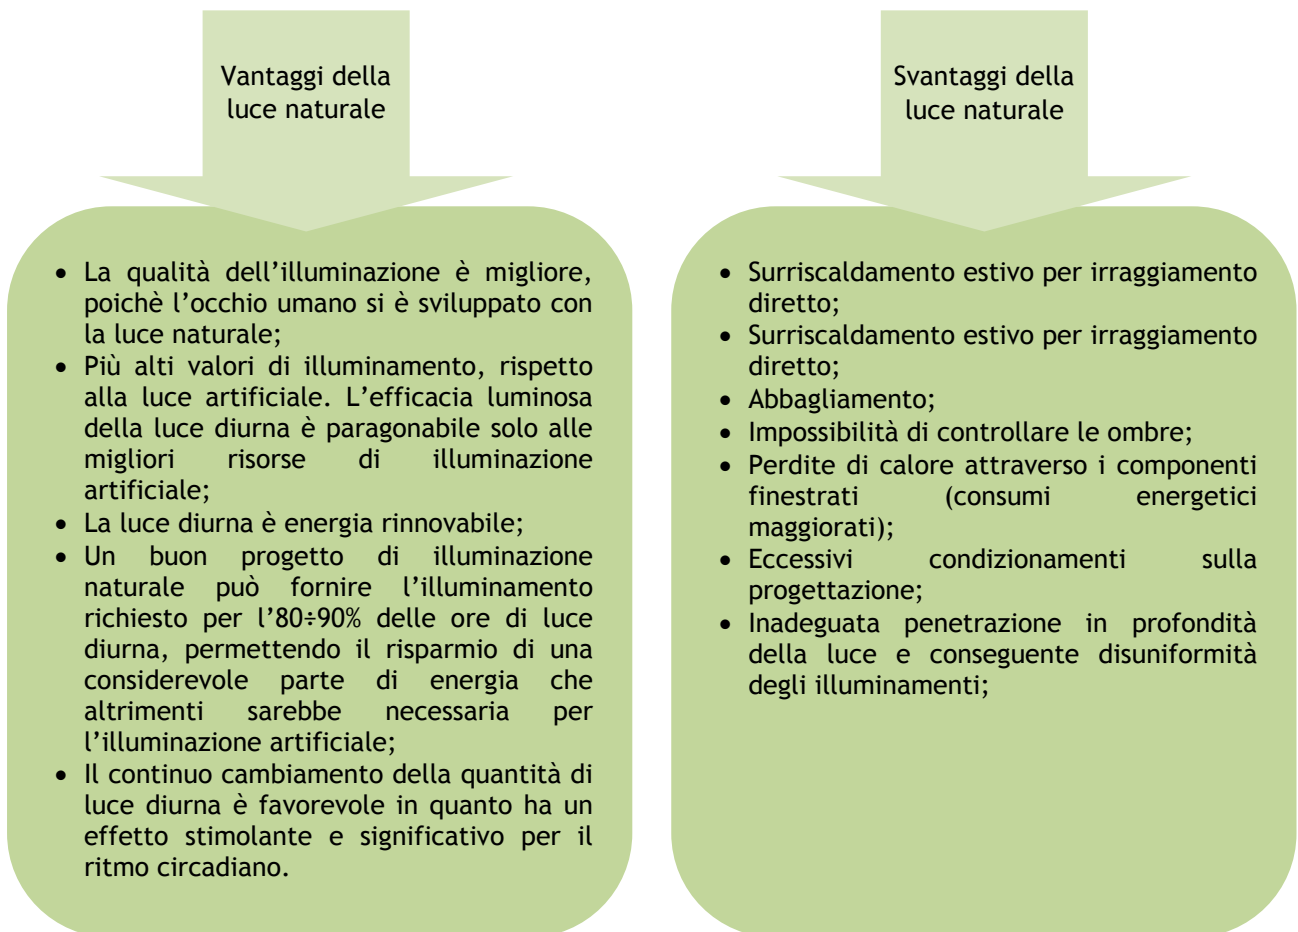 Vantaggi della
luce naturale
• La qualità dell’illuminazione è migliore,
poichè l’occhio umano si è sviluppato con
la luce naturale;
• Più alti valori di illuminamento, rispetto
alla luce artificiale. L’efficacia luminosa
della luce diurna è paragonabile solo alle
migliori risorse di illuminazione
artificiale;
• La luce diurna è energia rinnovabile;
• Un buon progetto di illuminazione
naturale può fornire l’illuminamento
richiesto per l’80÷90% delle ore di luce
diurna, permettendo il risparmio di una
considerevole parte di energia che
altrimenti sarebbe necessaria per
l’illuminazione artificiale;
• Il continuo cambiamento della quantità di
luce diurna è favorevole in quanto ha un
effetto stimolante e significativo per il
ritmo circadiano.
Svantaggi della
luce naturale
• Surriscaldamento estivo per irraggiamento
diretto;
• Surriscaldamento estivo per irraggiamento
diretto;
• Abbagliamento;
• Impossibilità di controllare le ombre;
• Perdite di calore attraverso i componenti
finestrati (consumi energetici
maggiorati);
• Eccessivi condizionamenti sulla
progettazione;
• Inadeguata penetrazione in profondità
della luce e conseguente disuniformità
degli illuminamenti;